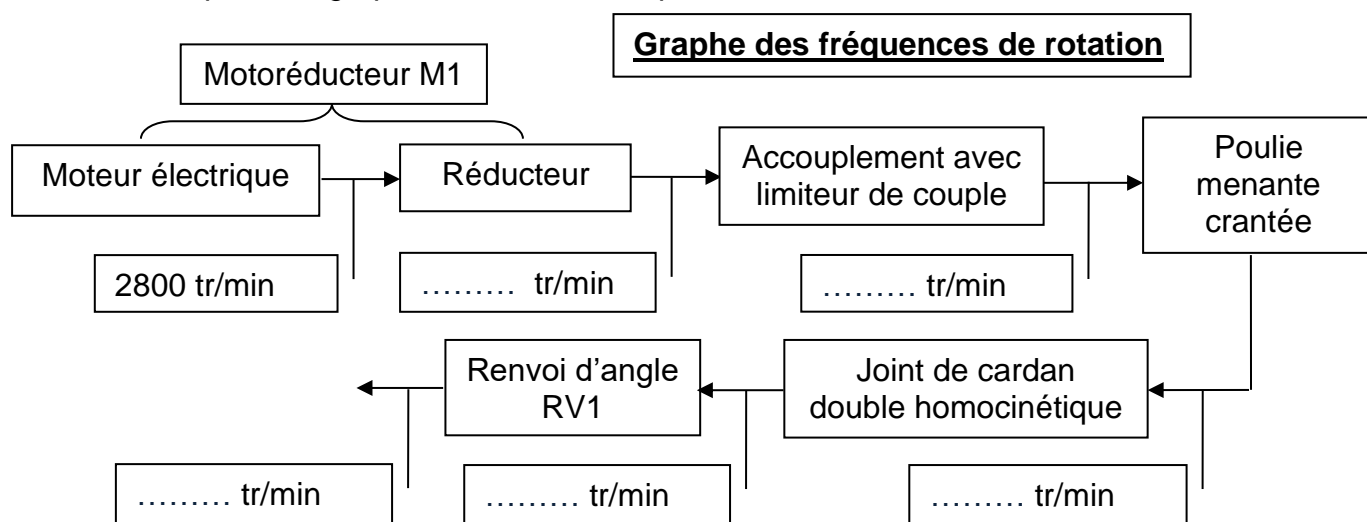 Graphe des fréquences de rotation
Motoréducteur M1
Moteur électrique
Réducteur
Accouplement avec
limiteur de couple
Poulie
menante
crantée
2800 tr/min
……… tr/min
……… tr/min
Renvoi d’angle
RV1
Joint de cardan
double homocinétique
……… tr/min
……… tr/min
……… tr/min